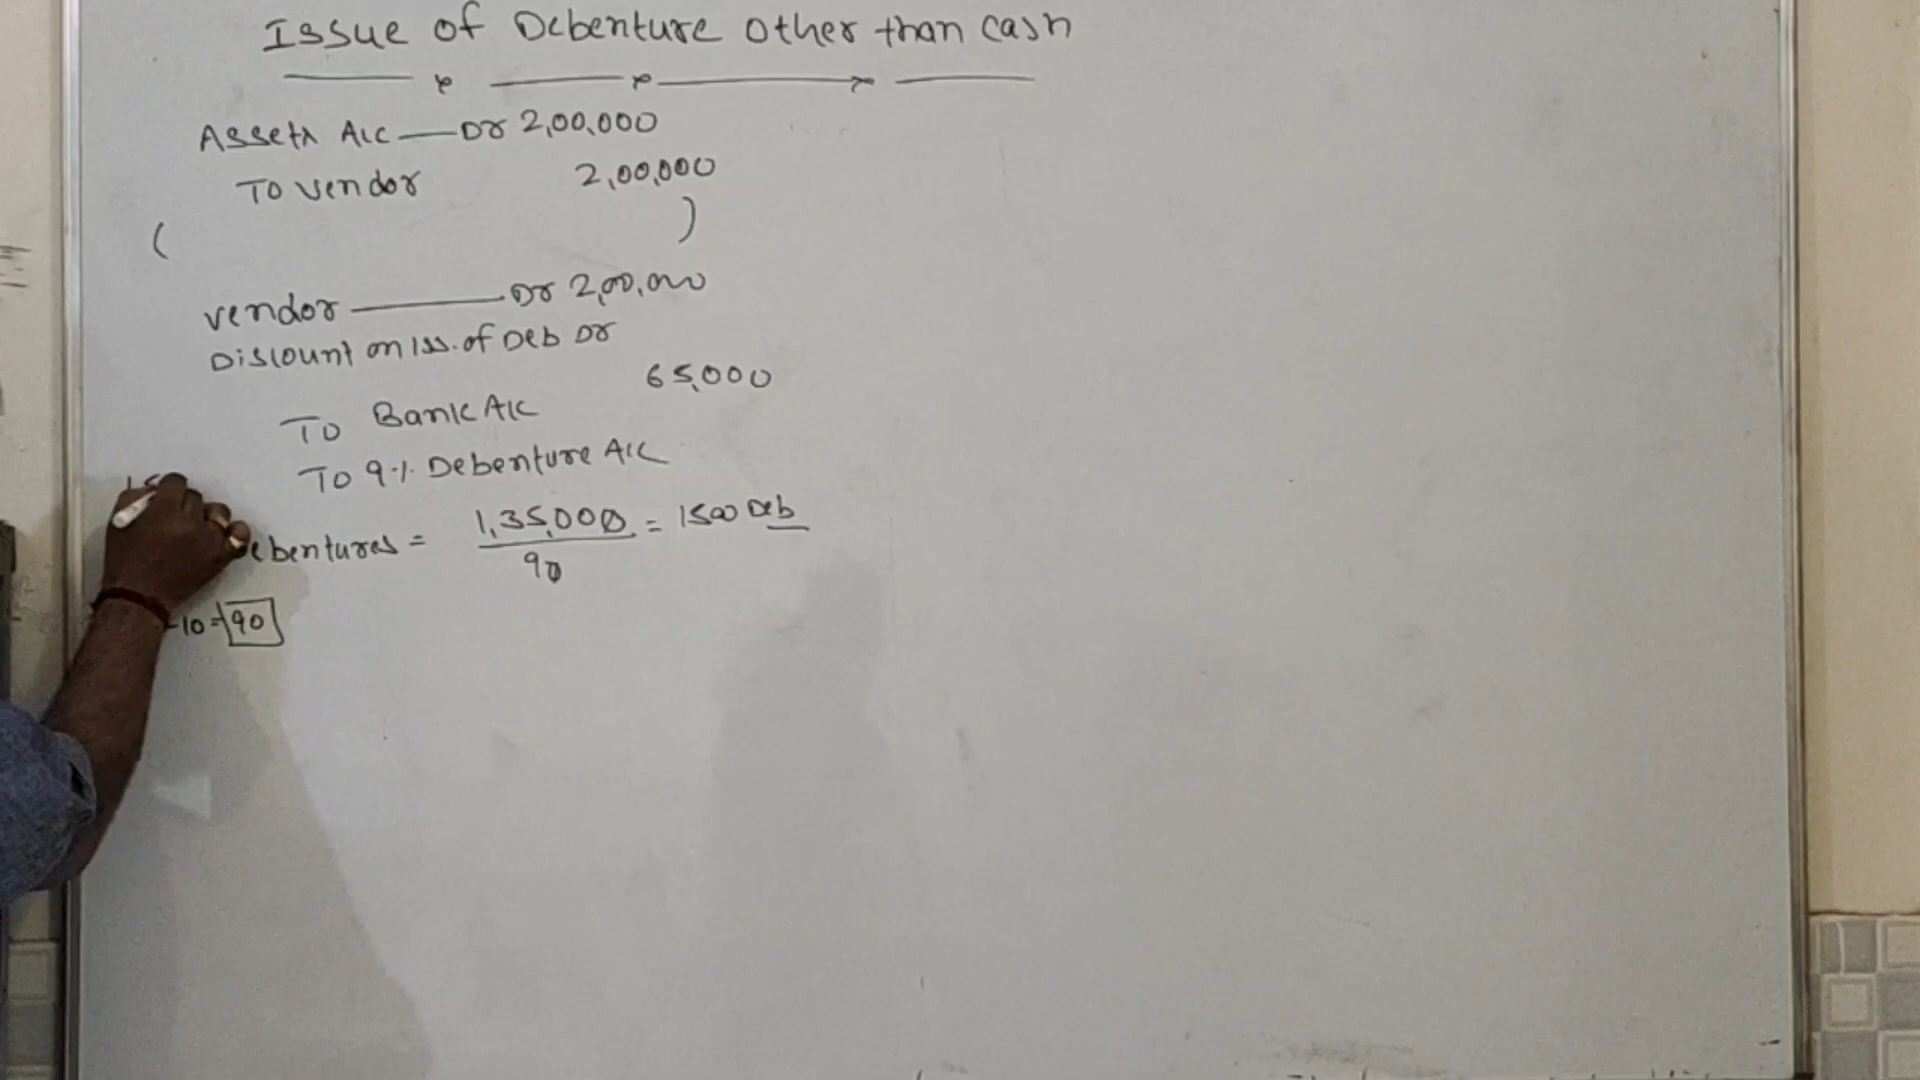 Issue of Debenture other than cash
Assets A/c — Dr 2,00,000
To vendor 2,00,000
( )
vendor — Dr 2,00,000
Discount on iss. of Deb Dr
65,000
To Bank A/c
To 9% Debenture A/c
ebentures = 1,35,000 / 90 = 1500 Deb
-10=90